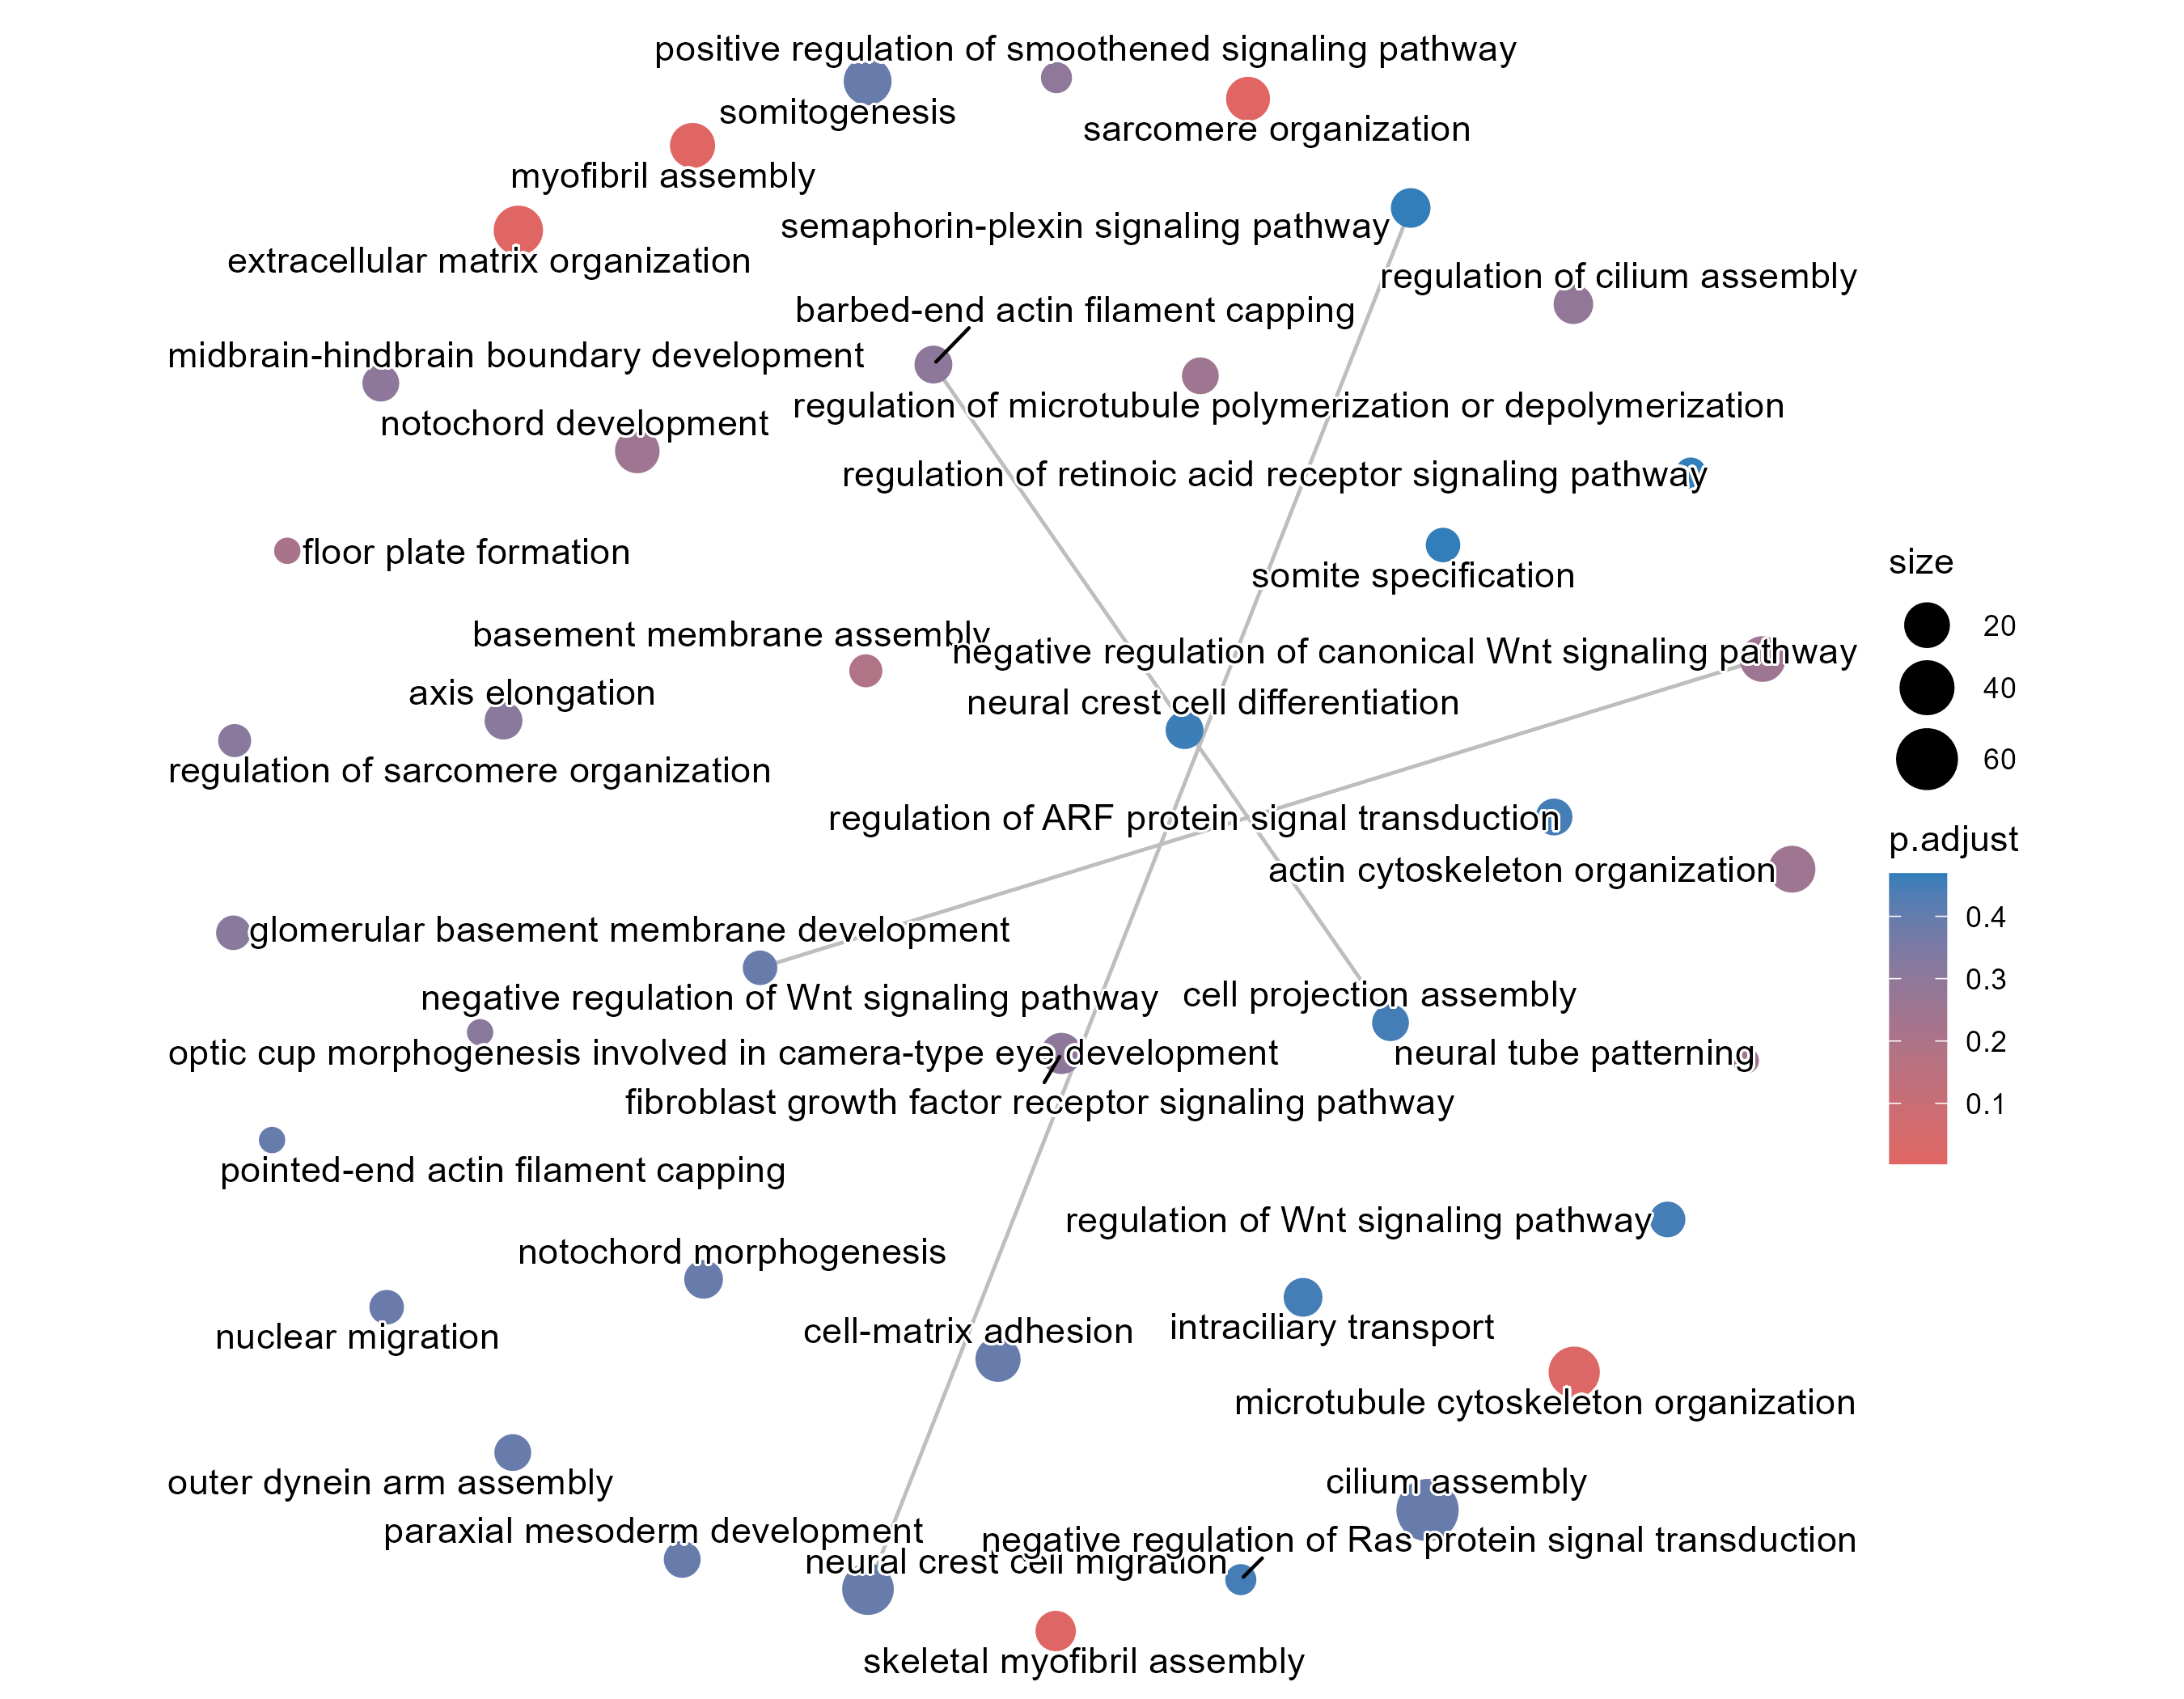 positive regulation of smoothened signaling pathway
somitogenesis
sarcomere organization
myofibril assembly
semaphorin-plexin signaling pathway
extracellular matrix organization
regulation of cilium assembly
barbed-end actin filament capping
midbrain-hindbrain boundary development
regulation of microtubule polymerization or depolymerization
notochord development
regulation of retinoic acid receptor signaling pathway
floor plate formation
somite specification
basement membrane assembly
negative regulation of canonical Wnt signaling pathway
axis elongation
neural crest cell differentiation
regulation of sarcomere organization
regulation of ARF protein signal transduction
actin cytoskeleton organization
glomerular basement membrane development
negative regulation of Wnt signaling pathway
cell projection assembly
optic cup morphogenesis involved in camera-type eye development
neural tube patterning
fibroblast growth factor receptor signaling pathway
pointed-end actin filament capping
regulation of Wnt signaling pathway
notochord morphogenesis
nuclear migration
cell-matrix adhesion
intraciliary transport
microtubule cytoskeleton organization
outer dynein arm assembly
cilium assembly
paraxial mesoderm development
negative regulation of Ras protein signal transduction
neural crest cell migration
skeletal myofibril assembly
size
20
40
60
p.adjust
0.4
0.3
0.2
0.1